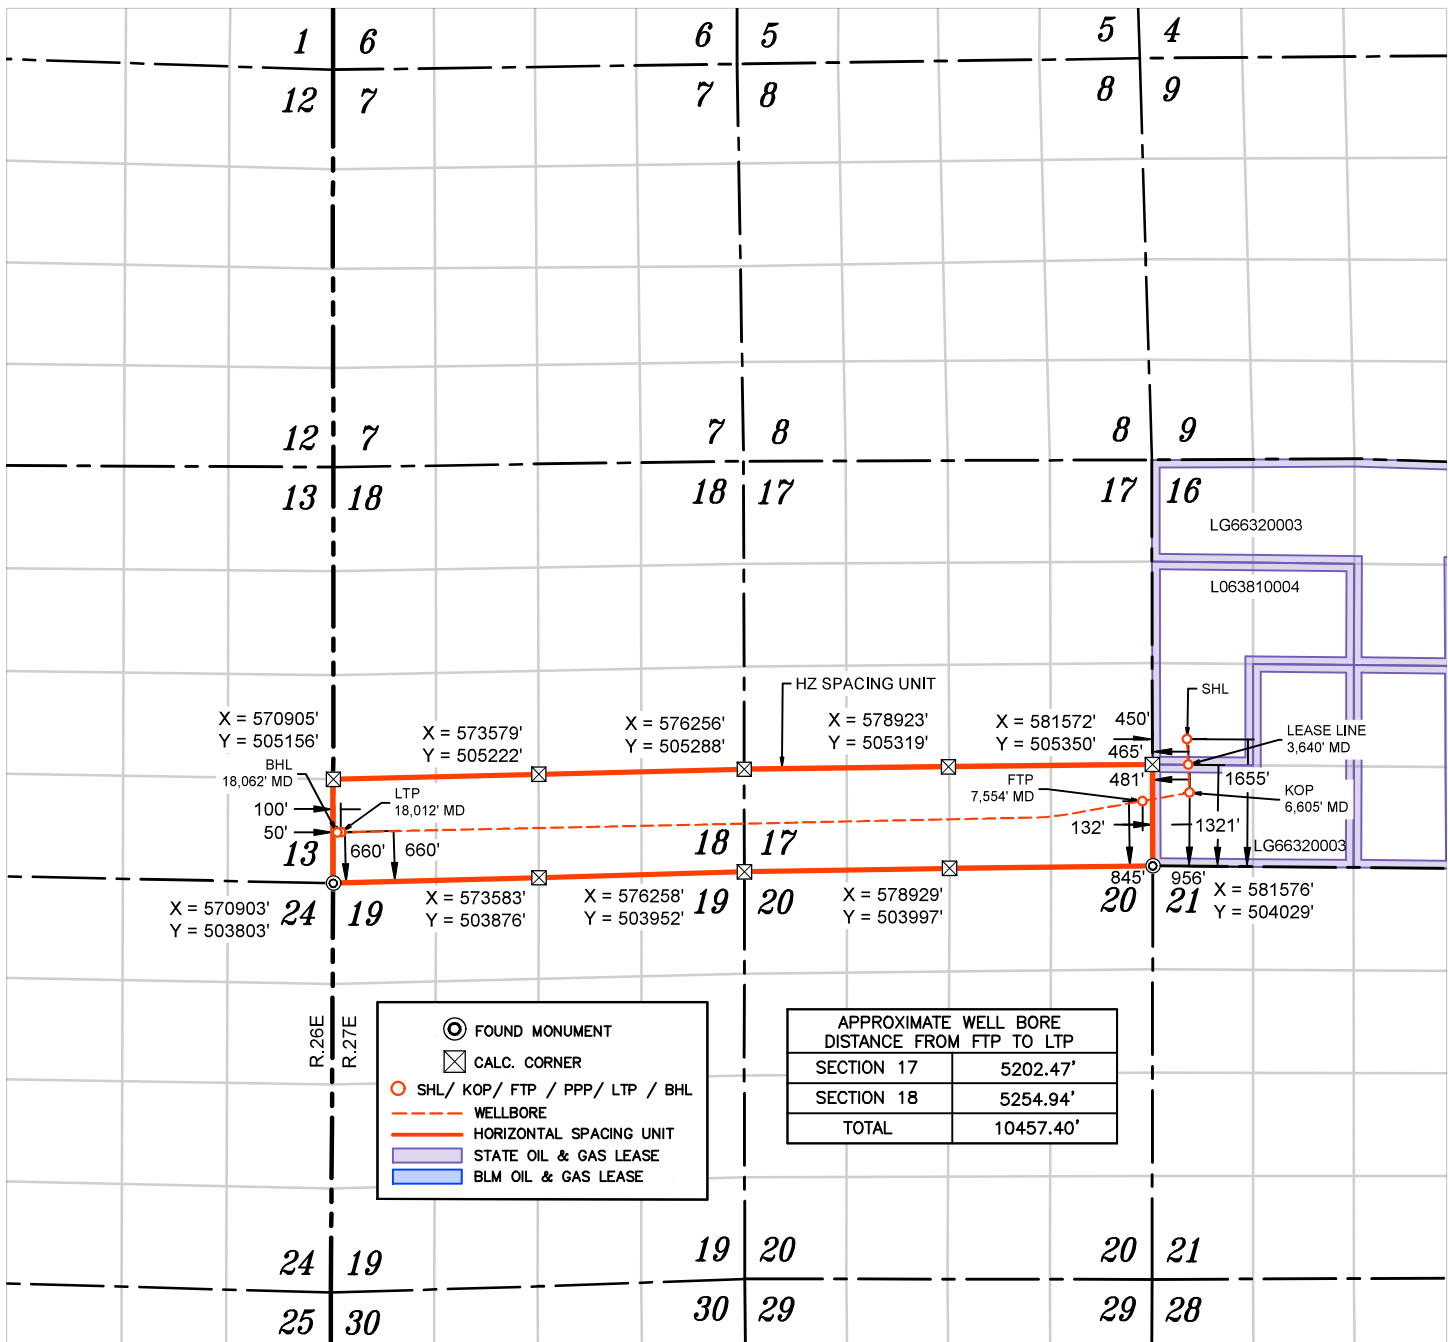 1 6
6 5
5 4
12 7
7 8
8 9
12 7
7 8
8 9
13 18
18 17
17 16
LG66320003
L063810004
HZ SPACING UNIT
SHL
X = 570905'
Y = 505156'
X = 573579'
Y = 505222'
X = 576256'
Y = 505288'
X = 578923'
Y = 505319'
X = 581572'
Y = 505350'
450'
465'
481'
LEASE LINE
3,640' MD
1655'
BHL
18,062' MD
LTP
18,012' MD
FTP
7,554' MD
KOP
6,605' MD
100'
50'
132'
1321'
660'
660'
13
18 17
LG66320003
845'
956'
X = 570903'
Y = 503803'
24 19
X = 573583'
Y = 503876'
X = 576258'
Y = 503952'
19 20
X = 578929'
Y = 503997'
20 21
X = 581576'
Y = 504029'
R.26E
R.27E
FOUND MONUMENT
CALC. CORNER
SHL/ KOP/ FTP / PPP/ LTP / BHL
WELLBORE
HORIZONTAL SPACING UNIT
STATE OIL & GAS LEASE
BLM OIL & GAS LEASE
APPROXIMATE WELL BORE
DISTANCE FROM FTP TO LTP
SECTION 17 5202.47'
SECTION 18 5254.94'
TOTAL 10457.40'
24 19
19 20
20 21
25 30
30 29
29 28